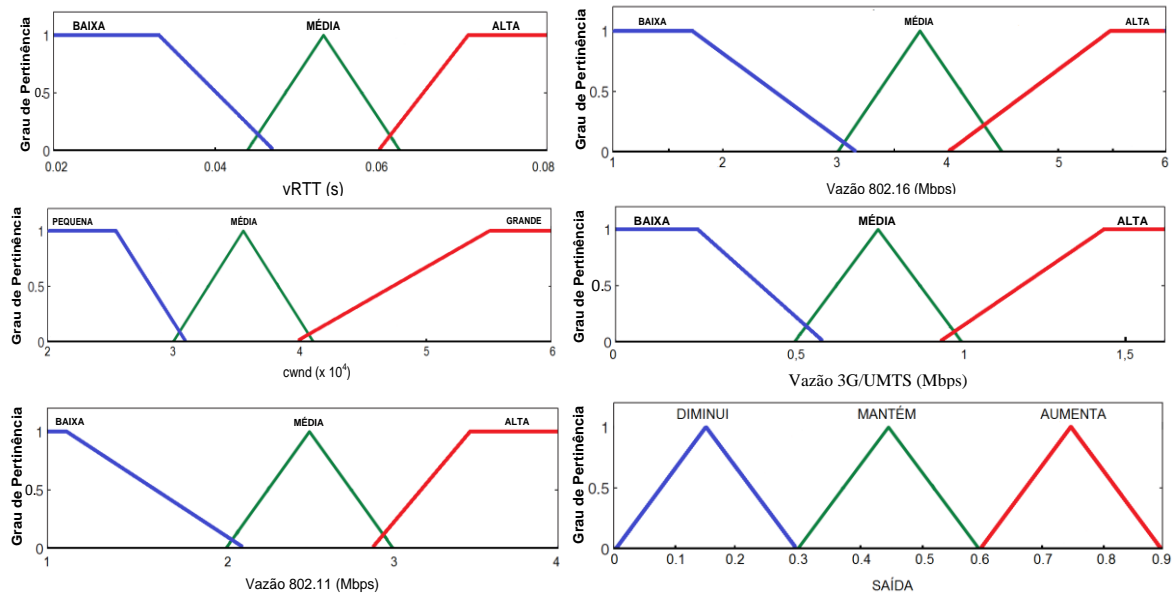 Grau de Pertinência
BAIXA MÉDIA ALTA
1
0.5
0
0.02 0.04 0.06 0.08
vRTT (s)
Grau de Pertinência
BAIXA MÉDIA ALTA
1
0.5
0
1 2 3 4 5 6
Vazão 802.16 (Mbps)
Grau de Pertinência
PEQUENA MÉDIA GRANDE
1
0.5
0
2 3 4 5 6
cwnd (x 10⁴)
Grau de Pertinência
BAIXA MÉDIA ALTA
1
0,5
0
0 0,5 1 1,5
Vazão 3G/UMTS (Mbps)
Grau de Pertinência
BAIXA MÉDIA ALTA
1
0.5
0
1 2 3 4
Vazão 802.11 (Mbps)
Grau de Pertinência
DIMINUI MANTÉM AUMENTA
1
0.5
0
0 0.1 0.2 0.3 0.4 0.5 0.6 0.7 0.8 0.9
SAÍDA